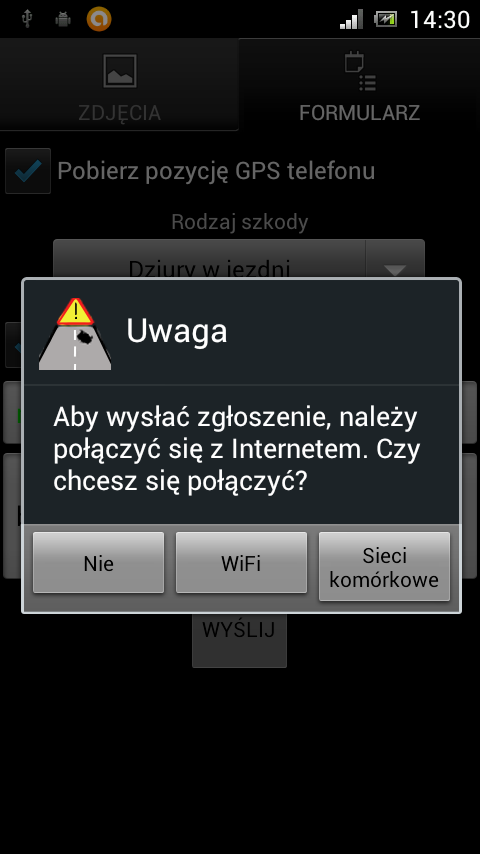 14:30
ZDJĘCIA
FORMULARZ
Pobierz pozycję GPS telefonu
Rodzaj szkody
Dziury w jezdni
Uwaga
Aby wysłać zgłoszenie, należy
połączyć się z Internetem. Czy
chcesz się połączyć?
Nie
WiFi
Sieci
komórkowe
WYŚLIJ